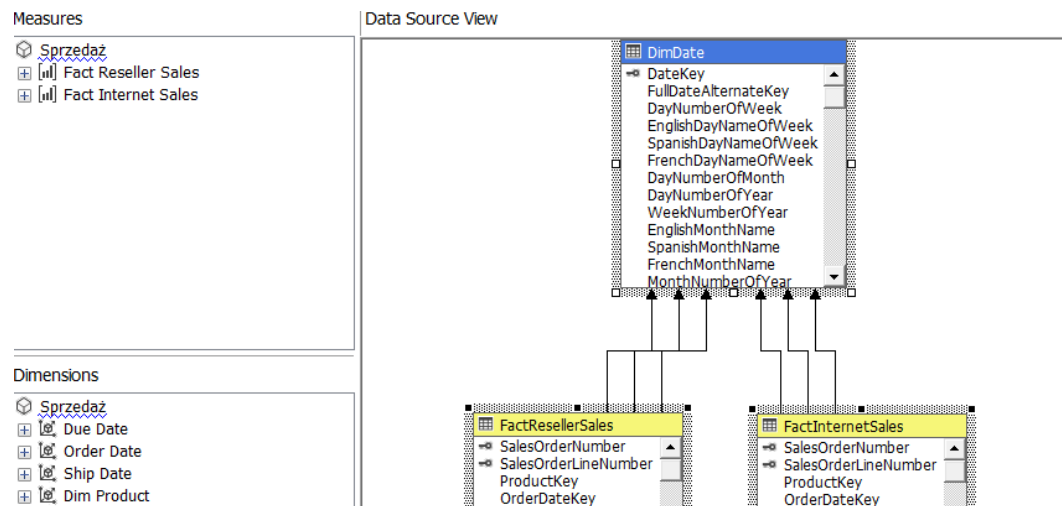 Measures
Sprzedaż
Fact Reseller Sales
Fact Internet Sales
Dimensions
Sprzedaż
Due Date
Order Date
Ship Date
Dim Product
Data Source View
DimDate
DateKey
FullDateAlternateKey
DayNumberOfWeek
EnglishDayNameOfWeek
SpanishDayNameOfWeek
FrenchDayNameOfWeek
DayNumberOfMonth
DayNumberOfYear
WeekNumberOfYear
EnglishMonthName
SpanishMonthName
FrenchMonthName
MonthNumberOfYear
FactResellerSales
SalesOrderNumber
SalesOrderLineNumber
ProductKey
OrderDateKey
FactInternetSales
SalesOrderNumber
SalesOrderLineNumber
ProductKey
OrderDateKey